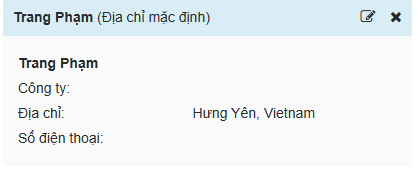 Trang Phạm (Địa chỉ mặc định)
Trang Phạm
Công ty:
Địa chỉ: Hưng Yên, Vietnam
Số điện thoại: